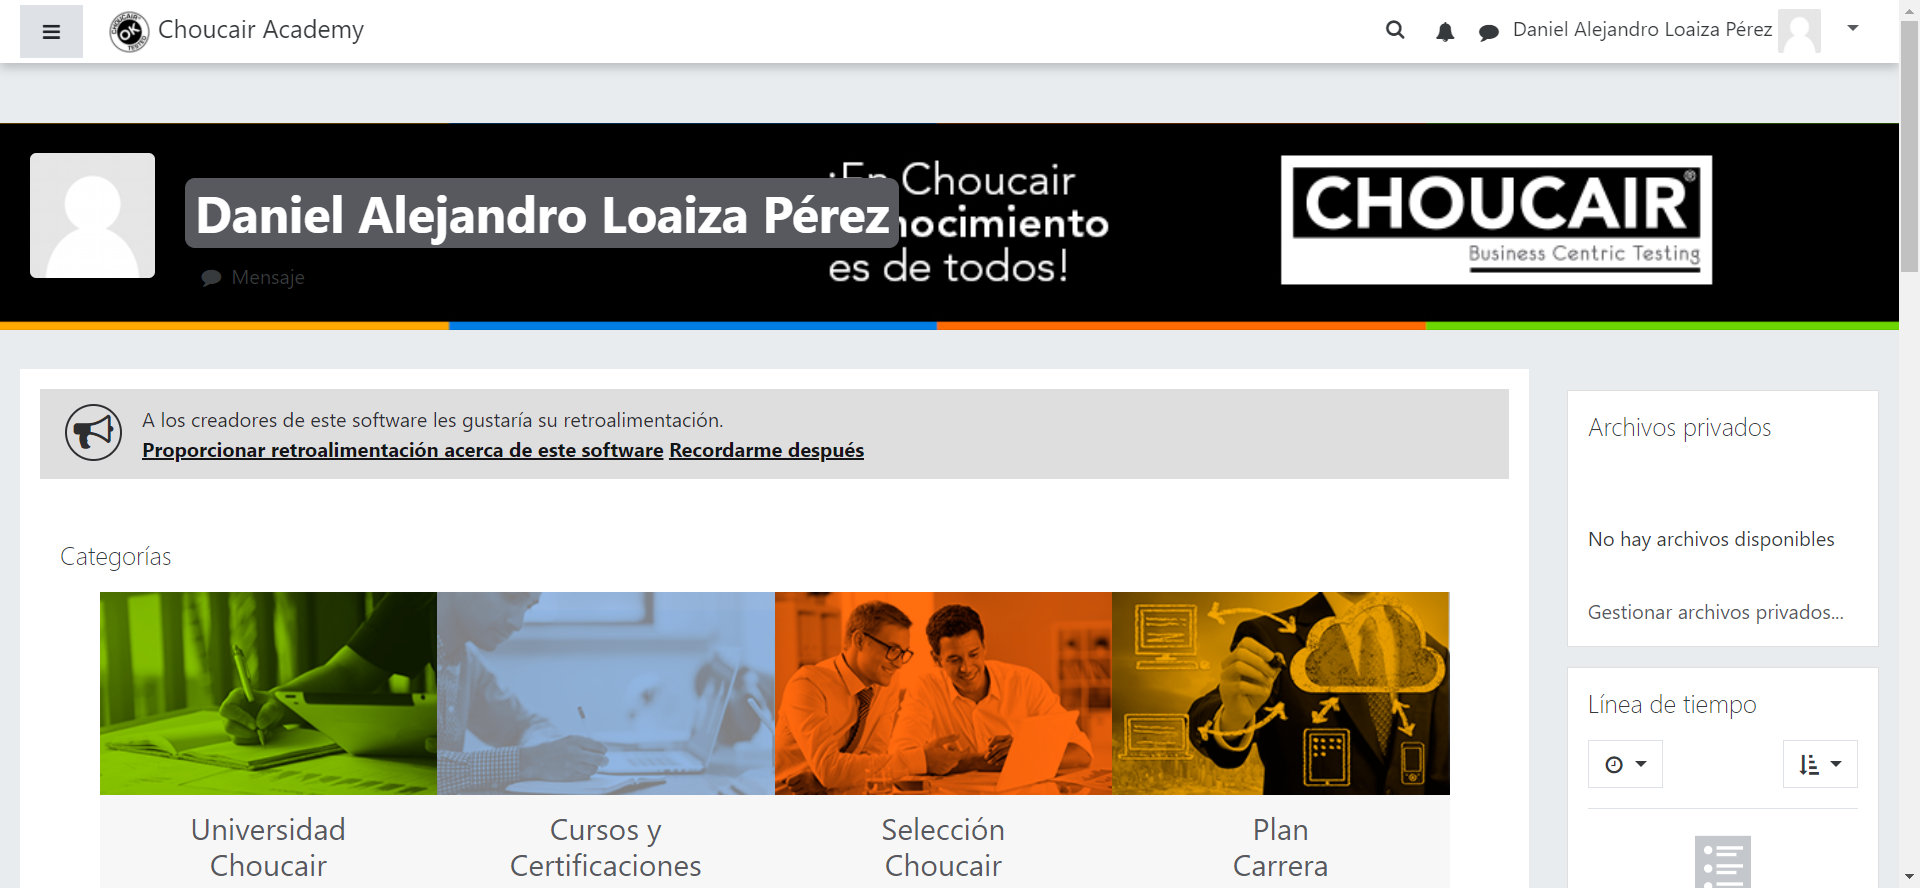 Choucair Academy
Daniel Alejandro Loaiza Pérez
Daniel Alejandro Loaiza Pérez
Mensaje
Choucair
nocimiento
es de todos!
CHOUCAIR®
Business Centric Testing
A los creadores de este software les gustaría su retroalimentación.
Proporcionar retroalimentación acerca de este software Recordarme después
Categorías
Universidad
Choucair
Cursos y
Certificaciones
Selección
Choucair
Plan
Carrera
Archivos privados
No hay archivos disponibles
Gestionar archivos privados...
Línea de tiempo